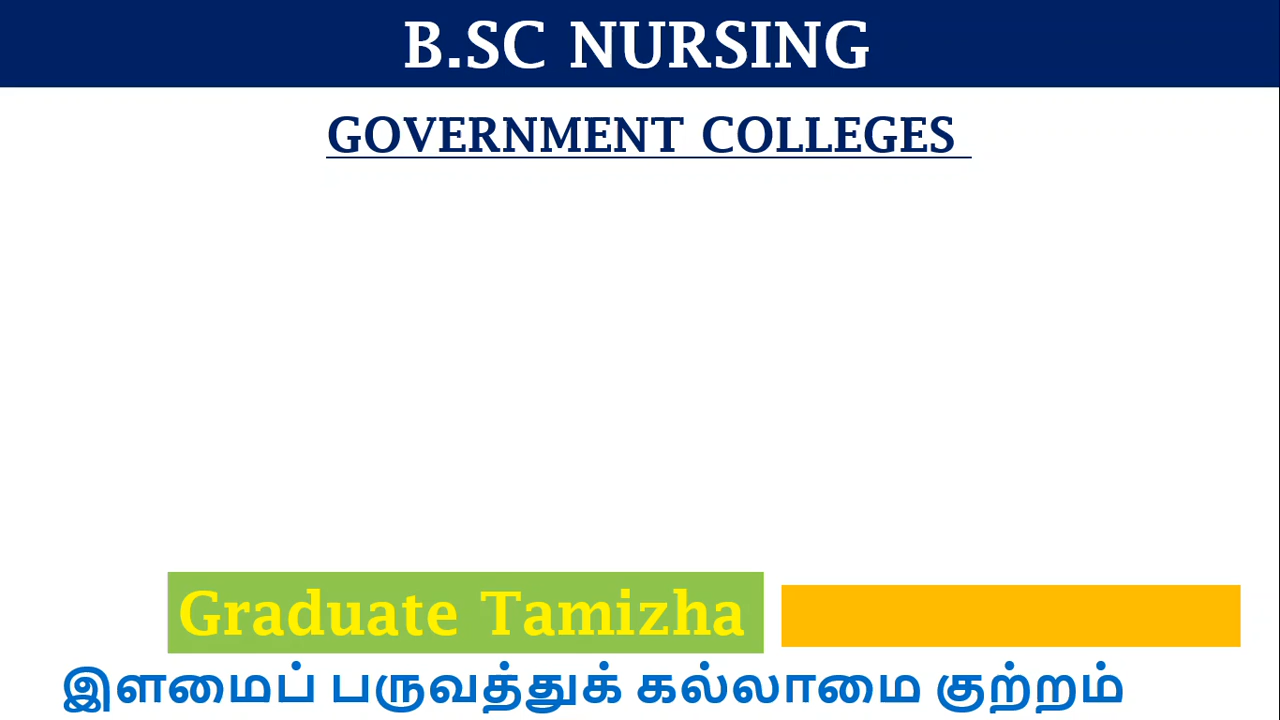 B.SC NURSING
GOVERNMENT COLLEGES
Graduate Tamizha
இளமைப் பருவத்துக் கல்லாமை குற்றம்